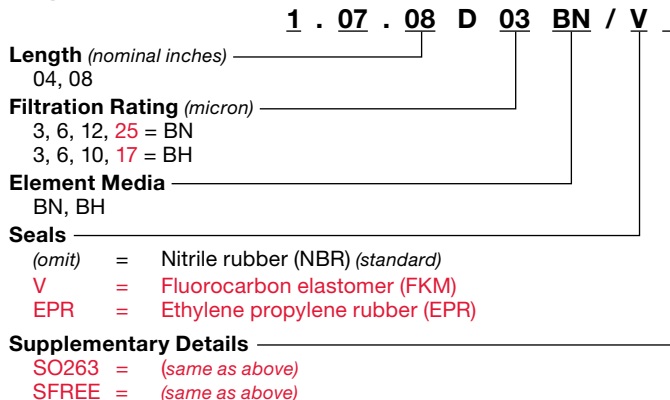 1 . 07 . 08 D 03 BN / V _
Length (nominal inches)
04, 08
Filtration Rating (micron)
3, 6, 12, 25 = BN
3, 6, 10, 17 = BH
Element Media
BN, BH
Seals
(omit) = Nitrile rubber (NBR) (standard)
V = Fluorocarbon elastomer (FKM)
EPR = Ethylene propylene rubber (EPR)
Supplementary Details
SO263 = (same as above)
SFREE = (same as above)